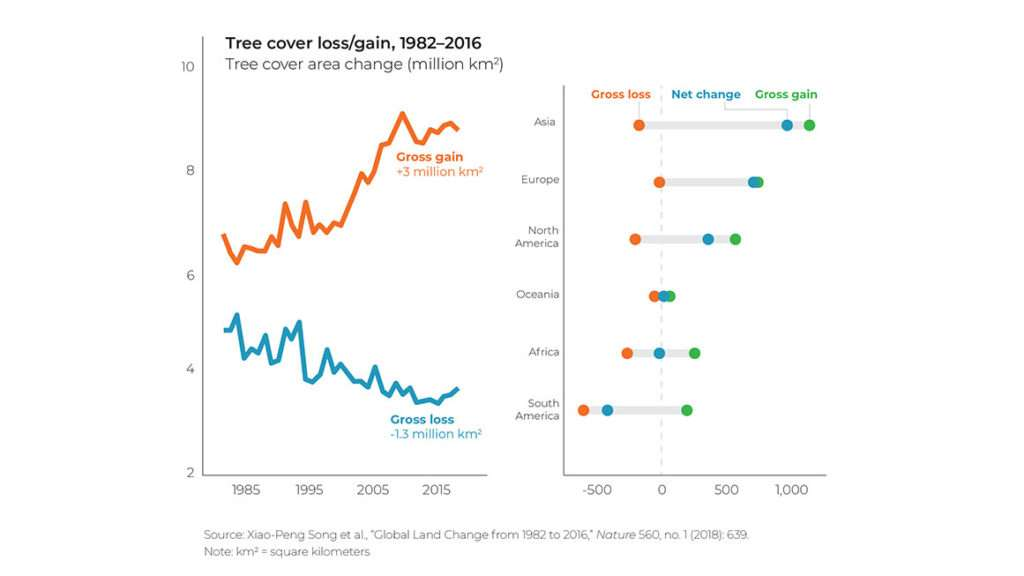 Tree cover loss/gain, 1982–2016
Tree cover area change (million km²)
10
8
6
4
2
Gross gain
+3 million km²
Gross loss
-1.3 million km²
1985 1995 2005 2015
Gross loss Net change Gross gain
Asia
Europe
North
America
Oceania
Africa
South
America
-500 0 500 1,000
Source: Xiao-Peng Song et al., “Global Land Change from 1982 to 2016,” Nature 560, no. 1 (2018): 639.
Note: km² = square kilometers